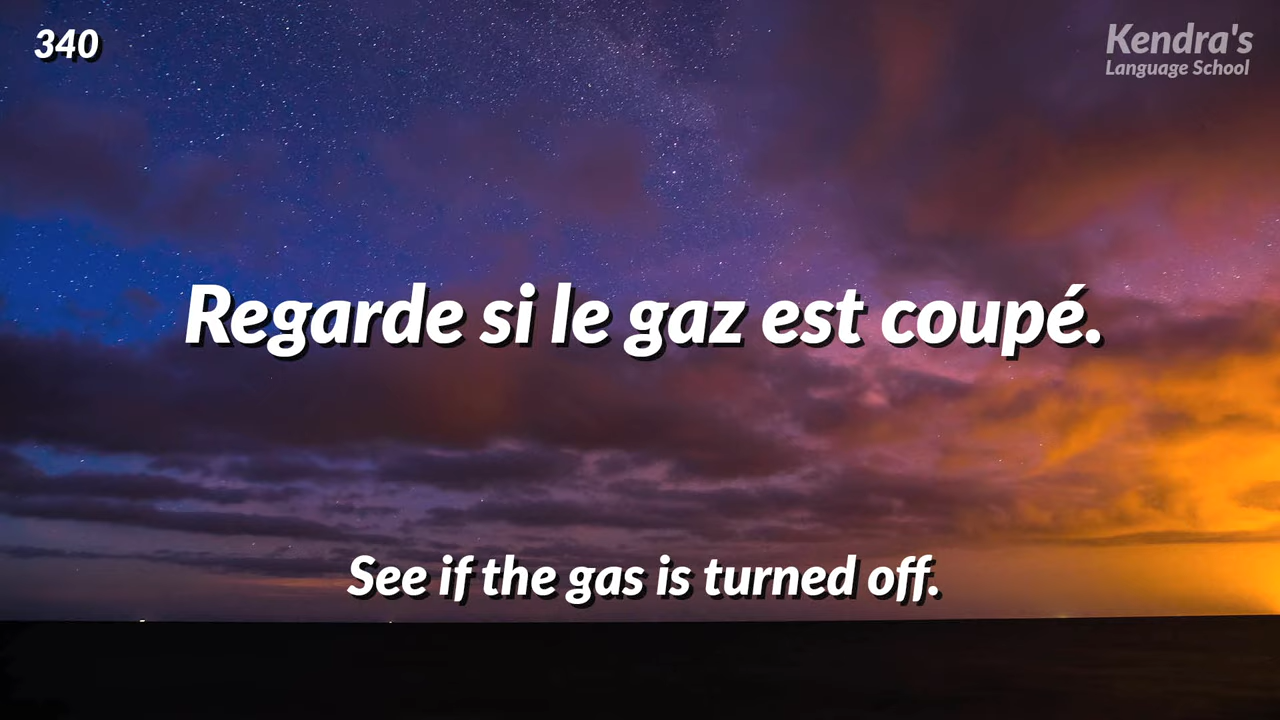 340
Kendra's
Language School
Regarde si le gaz est coupé.
See if the gas is turned off.